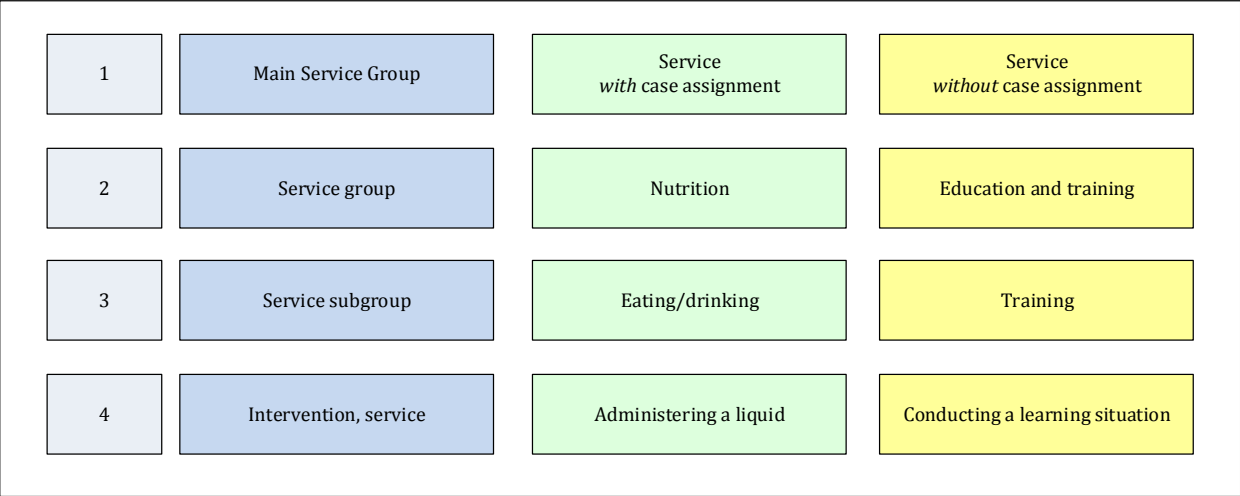 1
Main Service Group
Service
with case assignment
Service
without case assignment
2
Service group
Nutrition
Education and training
3
Service subgroup
Eating/drinking
Training
4
Intervention, service
Administering a liquid
Conducting a learning situation